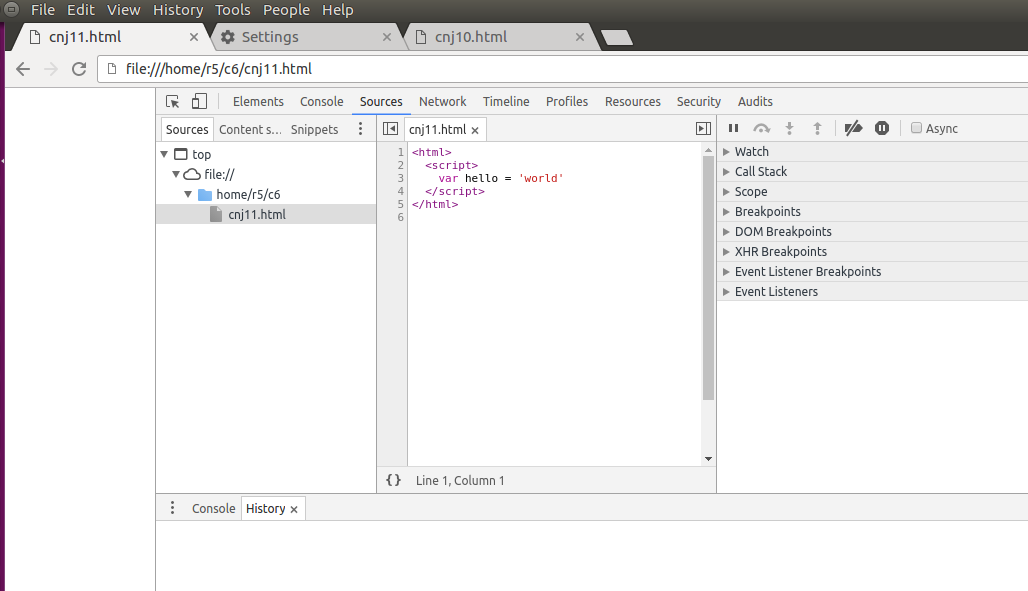 File Edit View History Tools People Help
cnj11.html Settings cnj10.html
file:///home/r5/c6/cnj11.html
Elements Console Sources Network Timeline Profiles Resources Security Audits
Sources Content s... Snippets cnj11.html Async
top
file://
home/r5/c6
cnj11.html
1 <html>
2 <script>
3 var hello = 'world'
4 </script>
5 </html>
6
{} Line 1, Column 1
Watch
Call Stack
Scope
Breakpoints
DOM Breakpoints
XHR Breakpoints
Event Listener Breakpoints
Event Listeners
Console History